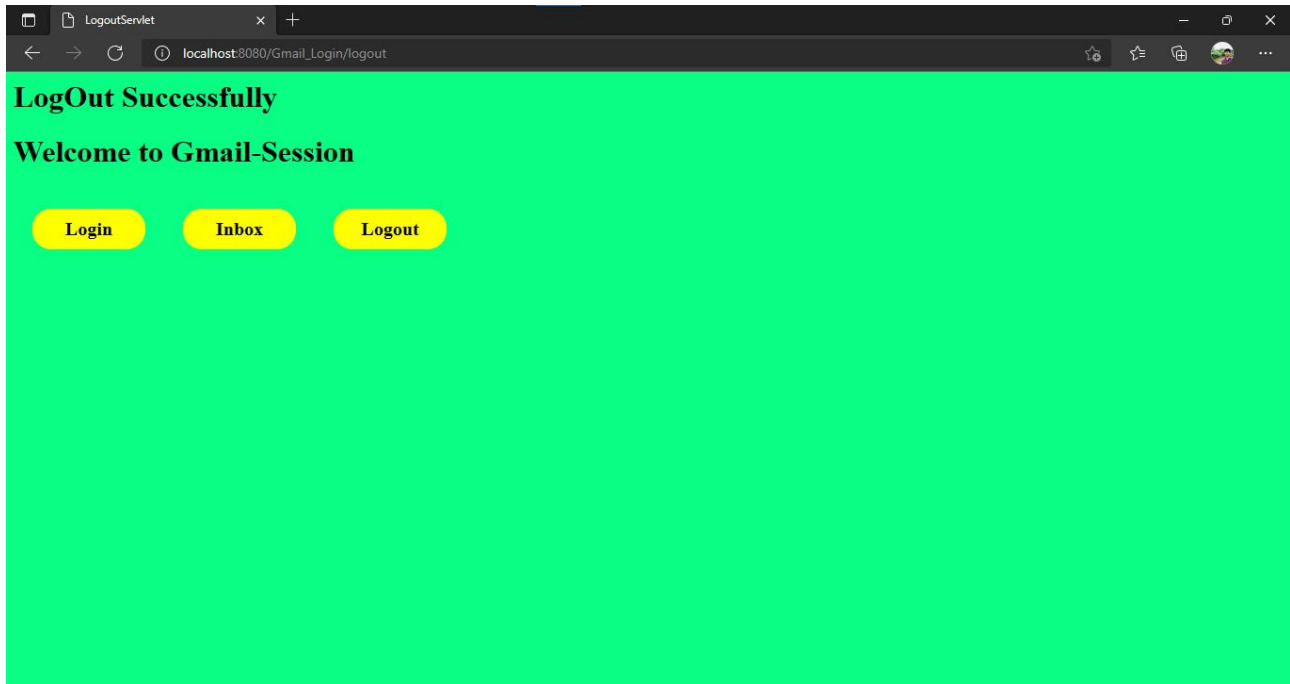 LogoutServlet
localhost:8080/Gmail_Login/logout
LogOut Successfully
Welcome to Gmail-Session
Login Inbox Logout